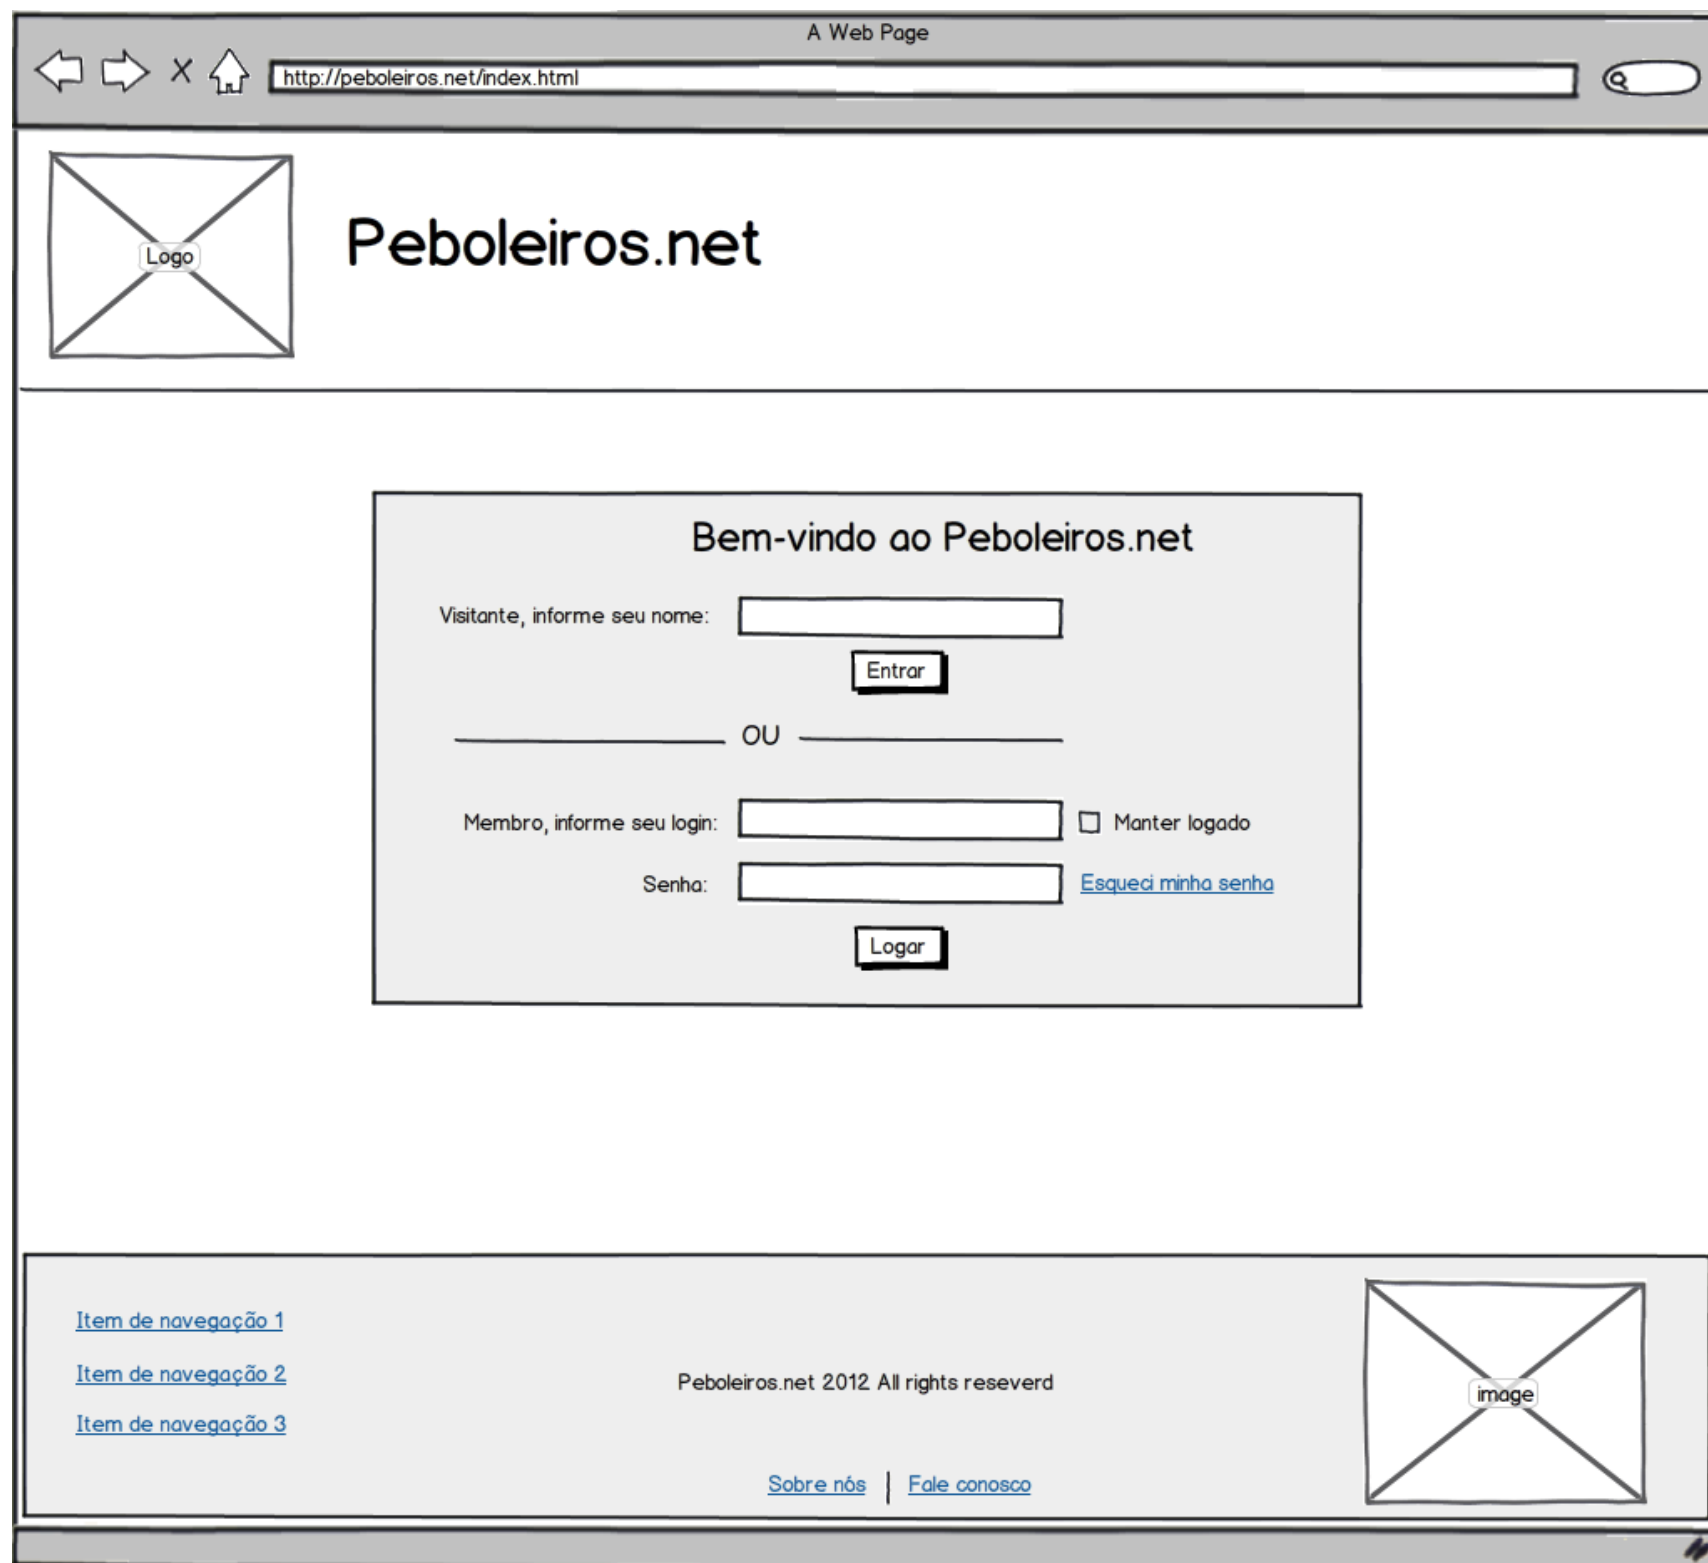 A Web Page
http://peboleiros.net/index.html
Logo
Peboleiros.net
Bem-vindo ao Peboleiros.net
Visitante, informe seu nome:
Entrar
OU
Membro, informe seu login:
Manter logado
Senha:
Esqueci minha senha
Logar
Item de navegação 1
Item de navegação 2
Item de navegação 3
Peboleiros.net 2012 All rights reseverd
Sobre nós | Fale conosco
image